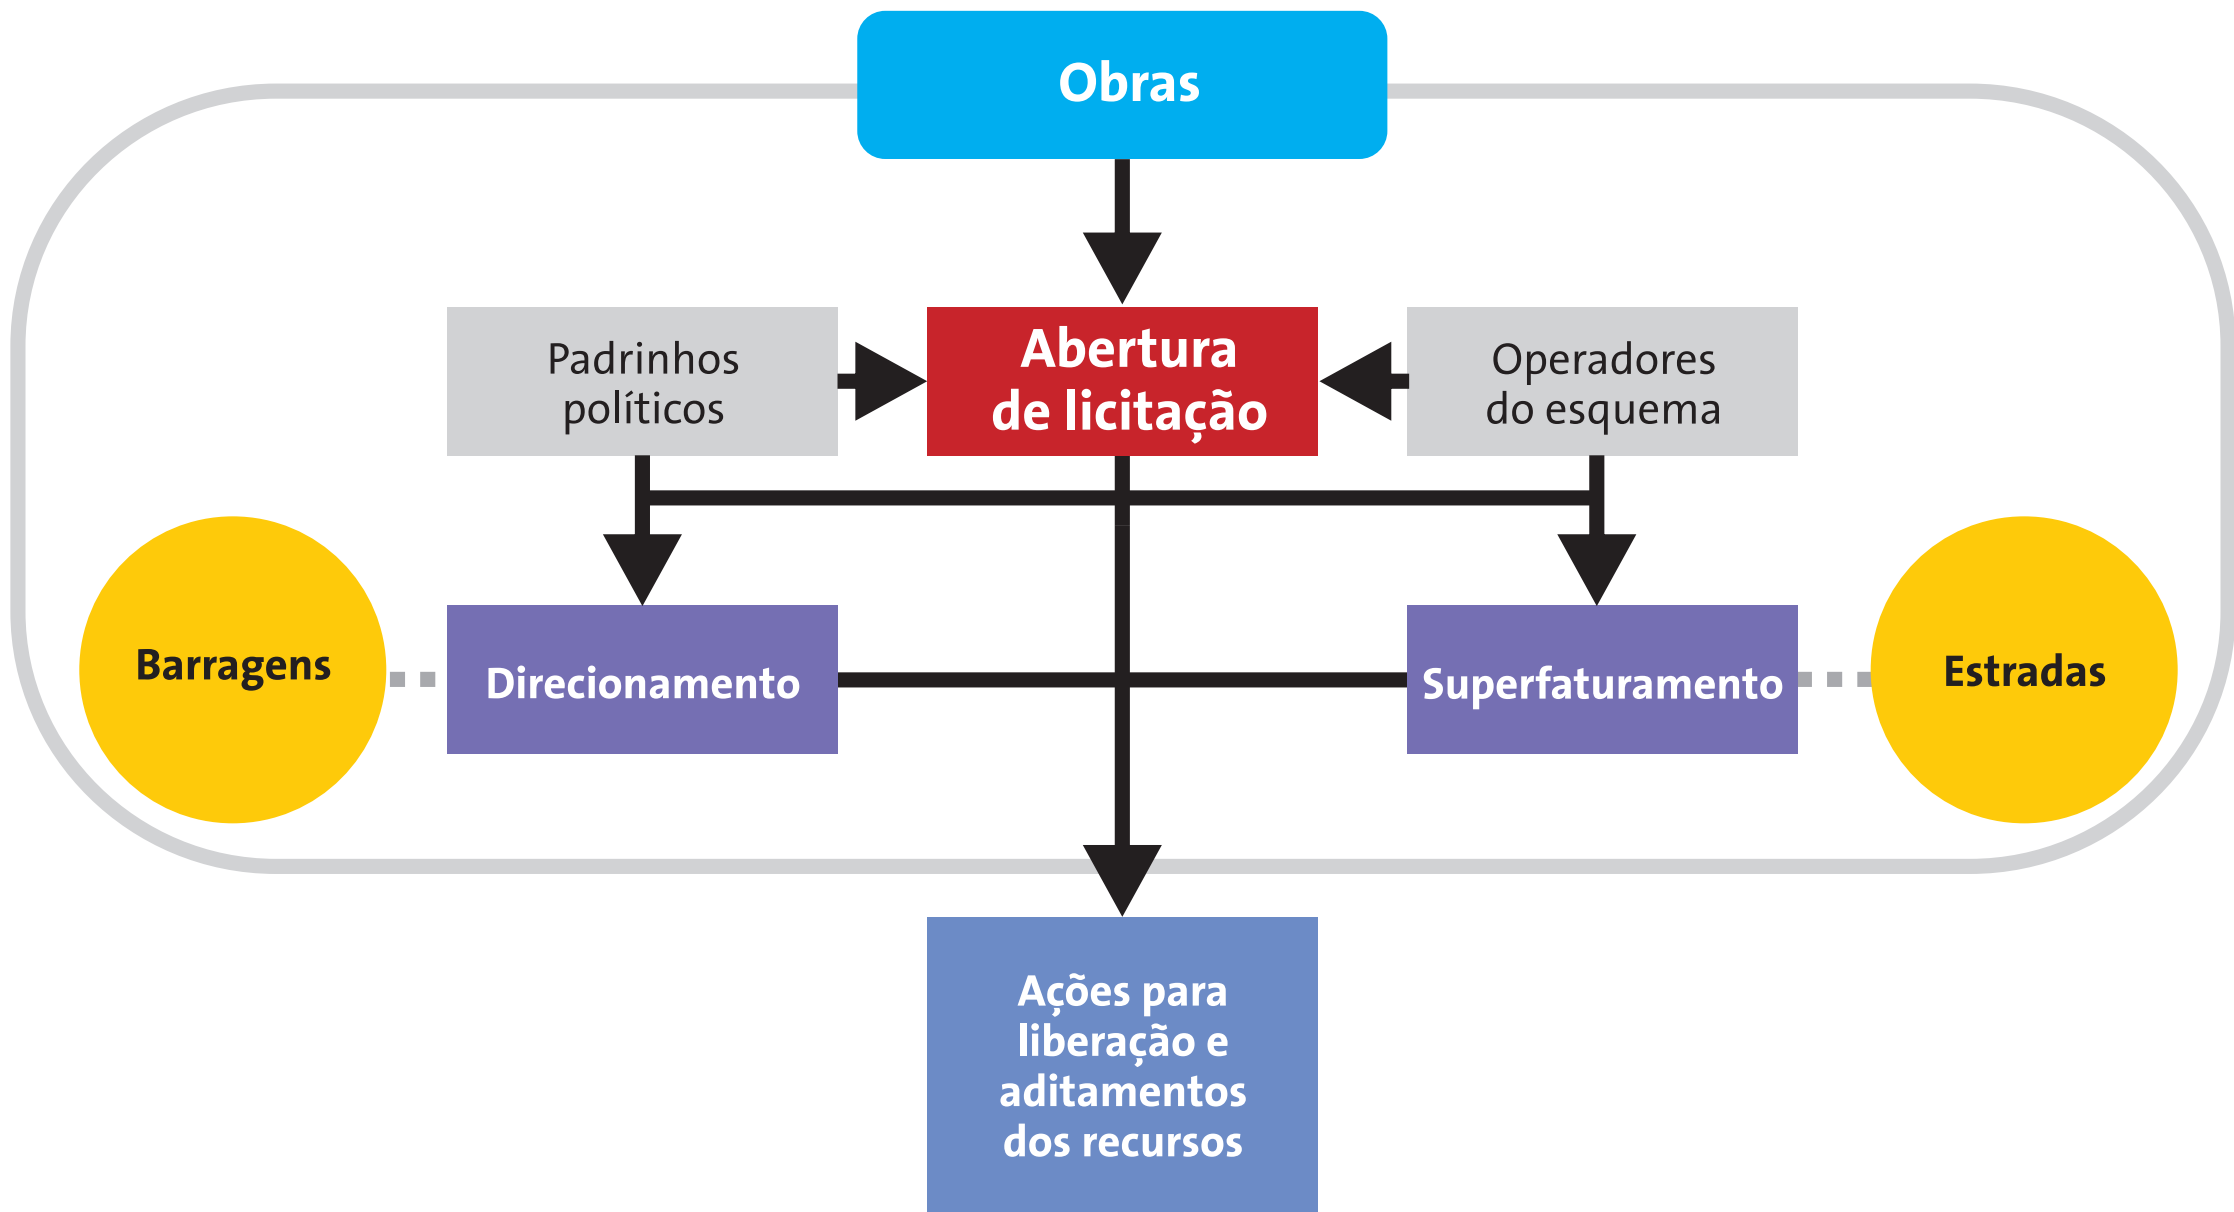 Obras
Padrinhos
políticos
Abertura
de licitação
Operadores
do esquema
Barragens
Direcionamento
Superfaturamento
Estradas
Ações para
liberação e
aditamentos
dos recursos